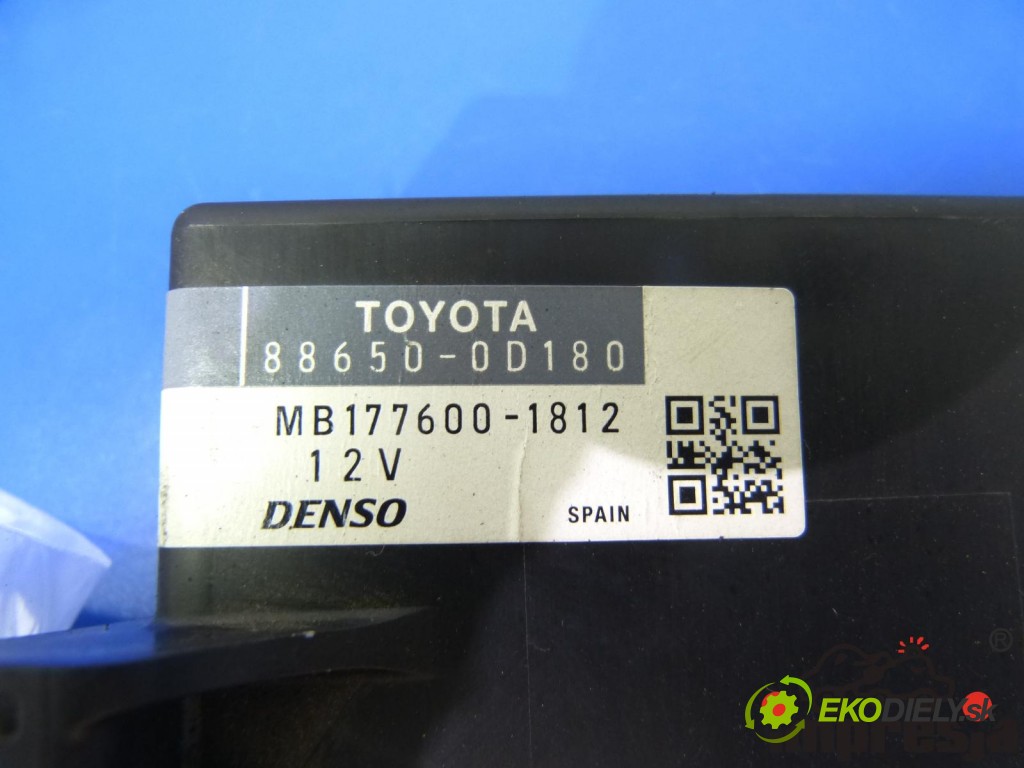 TOYOTA
88650-0D180
MB177600-1812
12V
DENSO
SPAIN
®
EKODIELY.sk